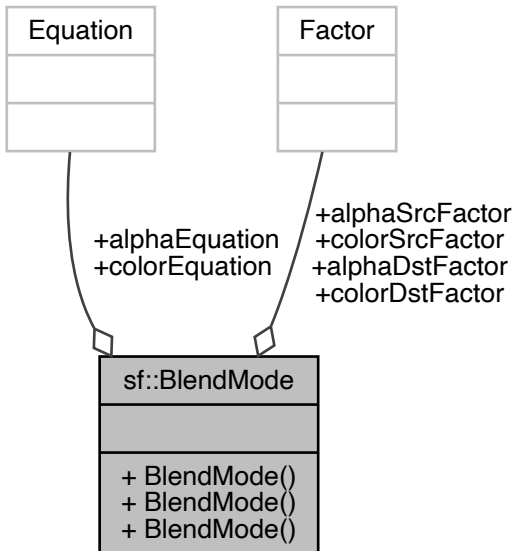 Equation
Factor
+alphaEquation
+colorEquation
+alphaSrcFactor
+colorSrcFactor
+alphaDstFactor
+colorDstFactor
sf::BlendMode
+ BlendMode()
+ BlendMode()
+ BlendMode()